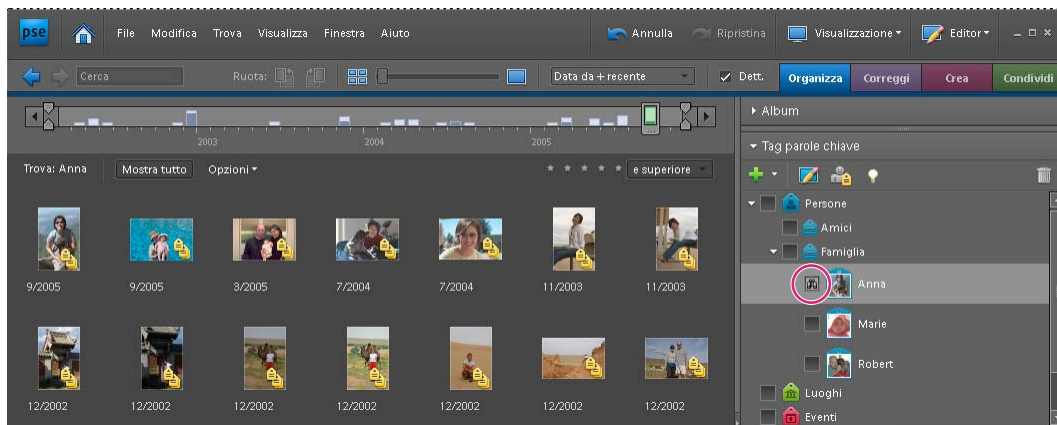 pse File Modifica Trova Visualizza Finestra Aiuto Annulla Ripristina Visualizzazione Editor
Cerca Ruota: Data da + recente Dett. Organizza Correggi Crea Condividi
2003 2004 2005
Trova: Anna Mostra tutto Opzioni e superiore
9/2005 9/2005 3/2005 7/2004 7/2004 11/2003 11/2003
12/2002 12/2002 12/2002 12/2002 12/2002 12/2002 12/2002
Album
Tag parole chiave
Persone
Amici
Famiglia
Anna
Marie
Robert
Luoghi
Eventi